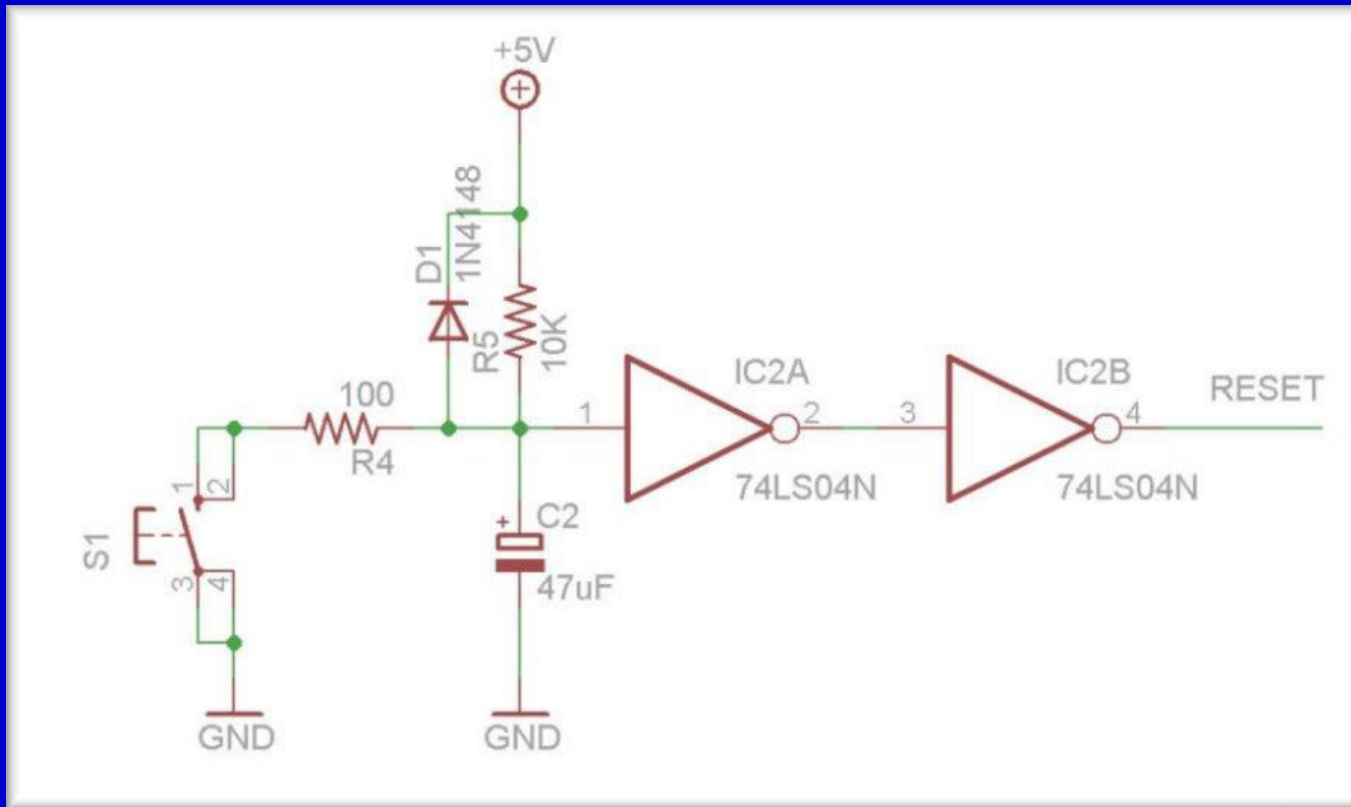 +5V
D1
1N4148
R5
10K
100
R4
1
IC2A
2
74LS04N
3
IC2B
4
74LS04N
RESET
S1
1
2
3
4
+
C2
47uF
GND
GND